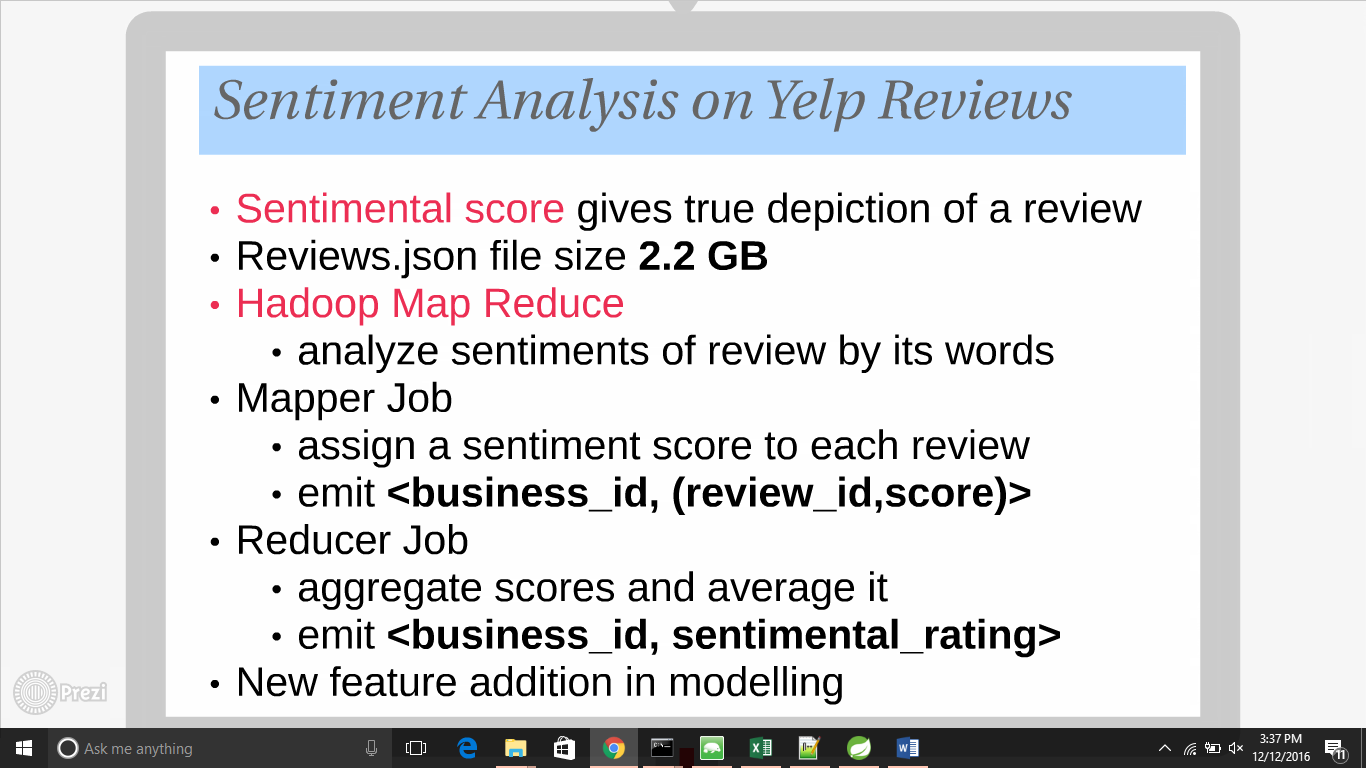 Sentiment Analysis on Yelp Reviews
• Sentimental score gives true depiction of a review
• Reviews.json file size 2.2 GB
• Hadoop Map Reduce
• analyze sentiments of review by its words
• Mapper Job
• assign a sentiment score to each review
• emit <business_id, (review_id,score)>
• Reducer Job
• aggregate scores and average it
• emit <business_id, sentimental_rating>
• New feature addition in modelling
Prezi
Ask me anything
3:37 PM
12/12/2016
11